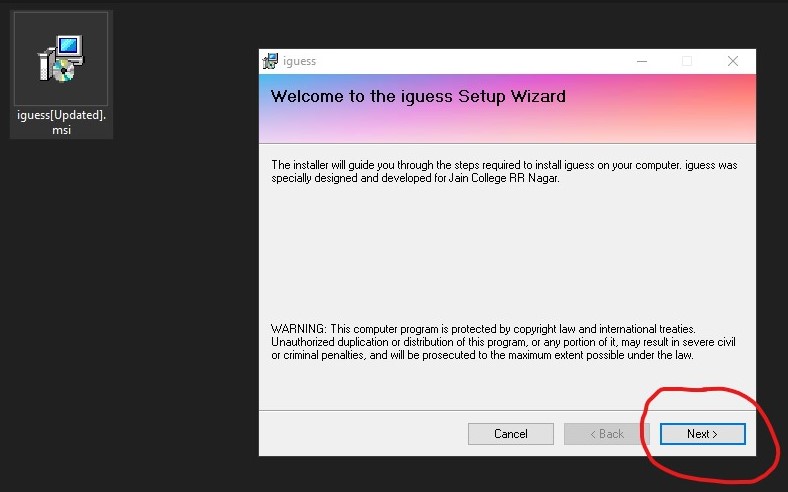 iguess[Updated].
msi
iguess
Welcome to the iguess Setup Wizard
The installer will guide you through the steps required to install iguess on your computer. iguess was
specially designed and developed for Jain College RR Nagar.
WARNING: This computer program is protected by copyright law and international treaties.
Unauthorized duplication or distribution of this program, or any portion of it, may result in severe civil
or criminal penalties, and will be prosecuted to the maximum extent possible under the law.
Cancel
< Back
Next >